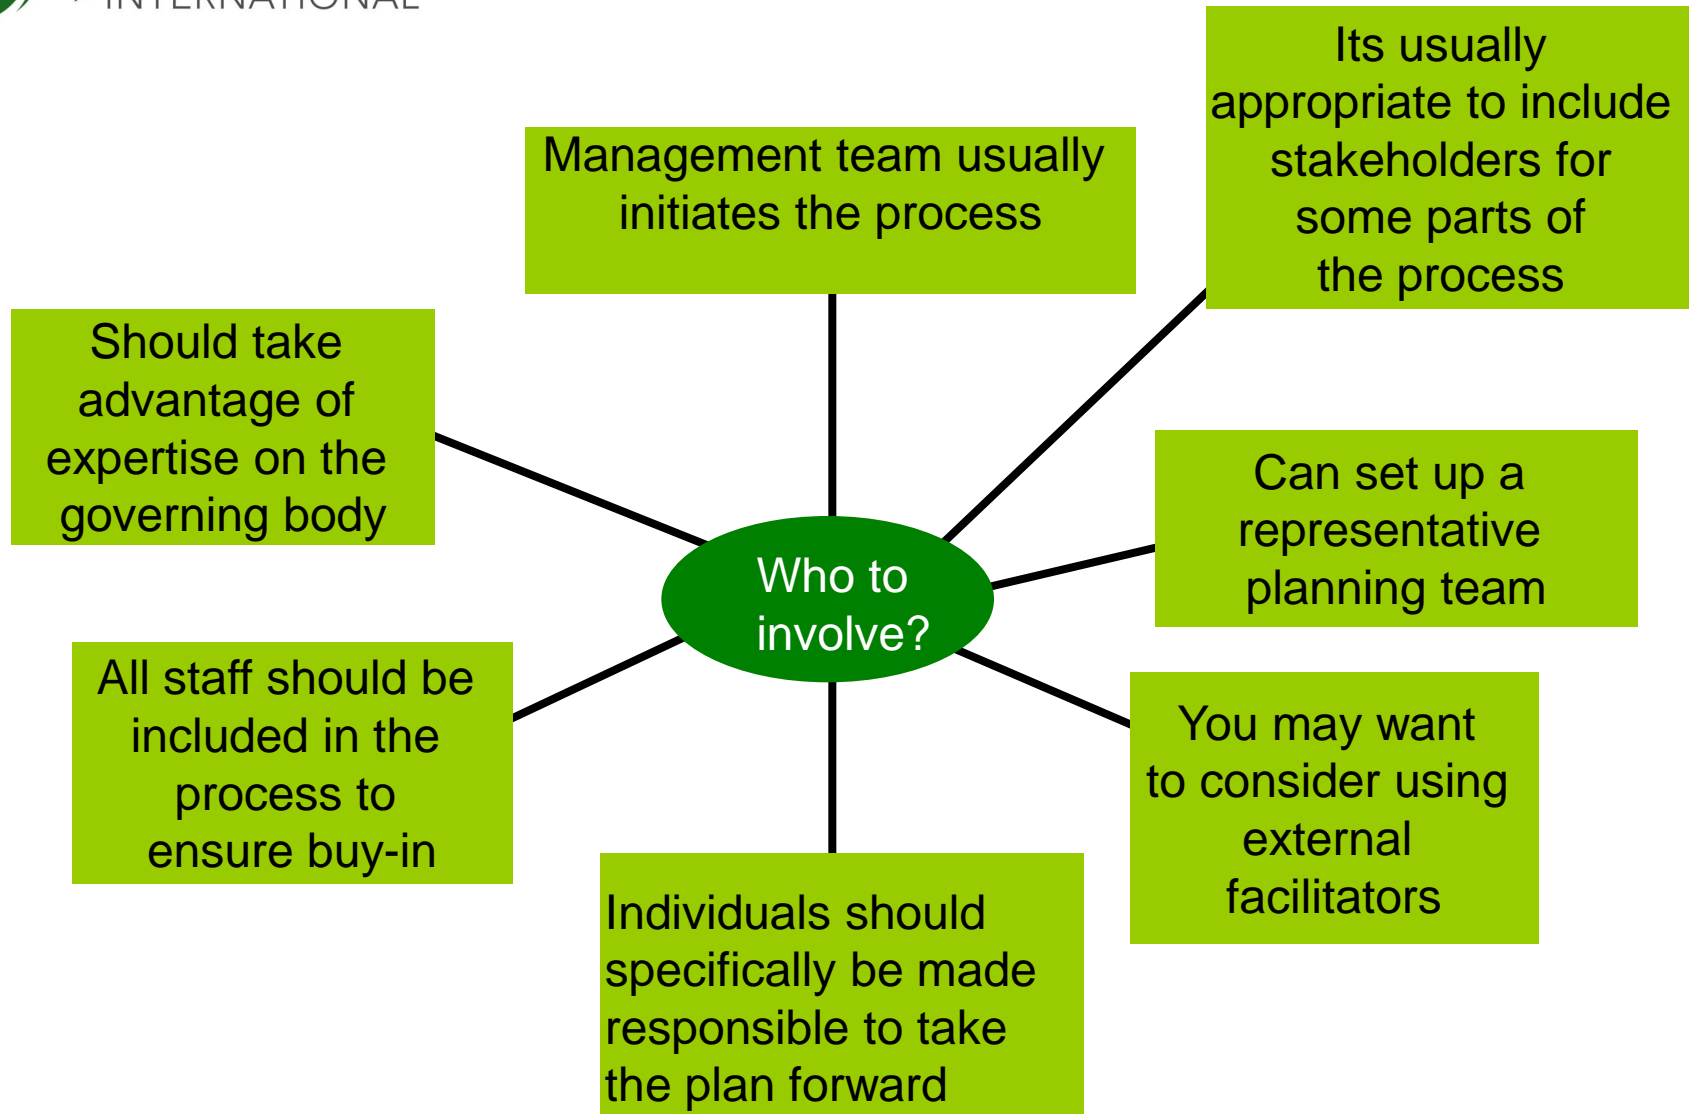 INTERNATIONAL
Its usually
appropriate to include
stakeholders for
some parts of
the process
Management team usually
initiates the process
Should take
advantage of
expertise on the
governing body
Can set up a
representative
planning team
Who to
involve?
All staff should be
included in the
process to
ensure buy-in
You may want
to consider using
external
facilitators
Individuals should
specifically be made
responsible to take
the plan forward